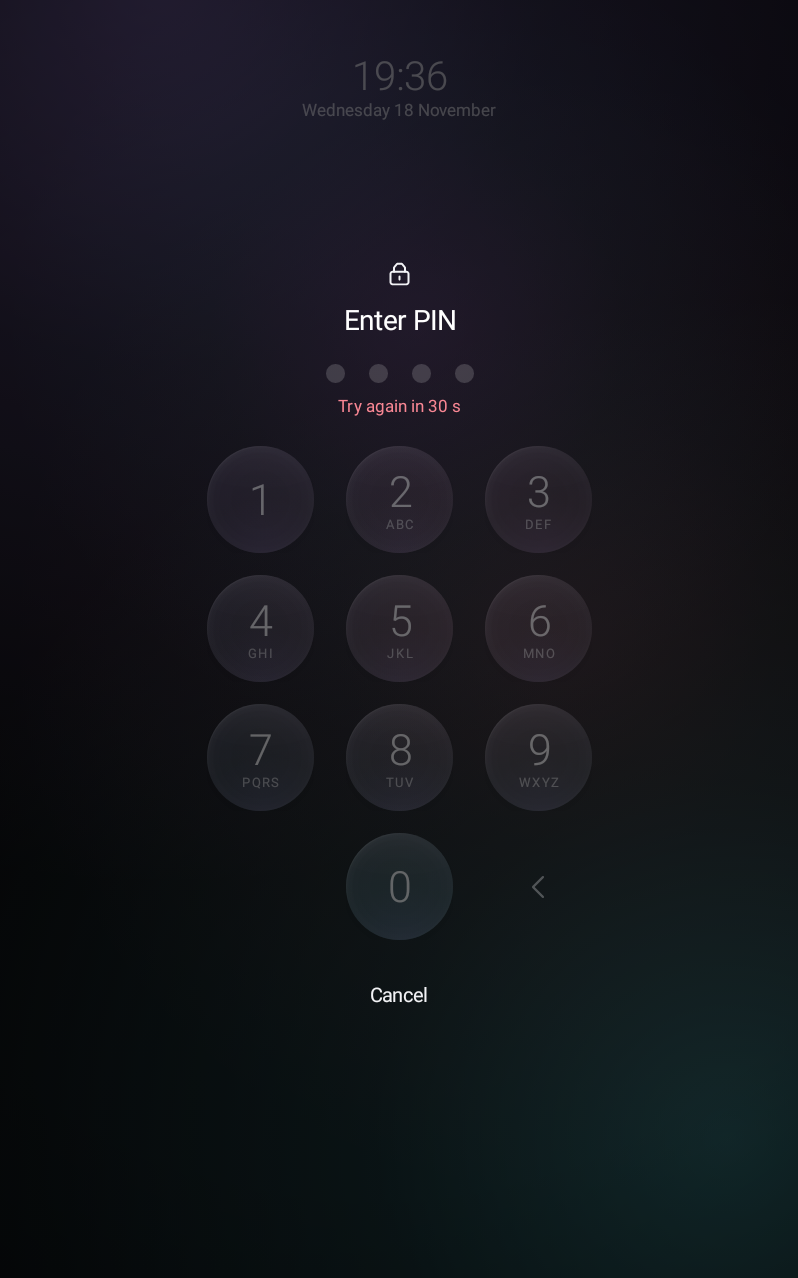 19:36
Wednesday 18 November
Enter PIN
Try again in 30 s
1
2
ABC
3
DEF
4
GHI
5
JKL
6
MNO
7
PQRS
8
TUV
9
WXYZ
0
Cancel